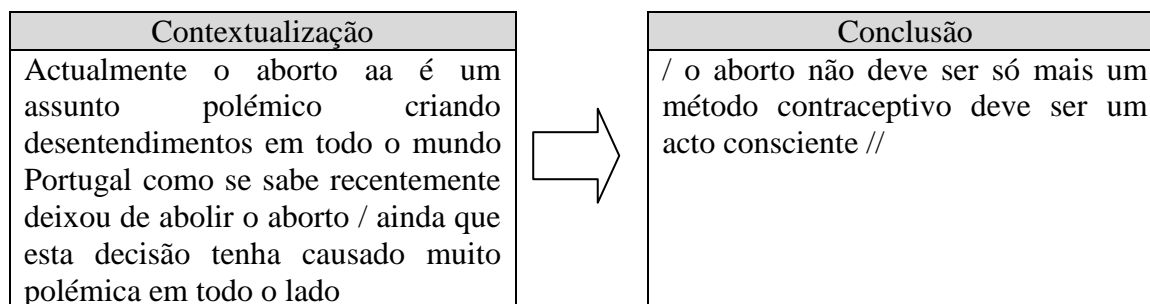 Contextualização
Actualmente o aborto aa é um
assunto polémico criando
desentendimentos em todo o mundo
Portugal como se sabe recentemente
deixou de abolir o aborto / ainda que
esta decisão tenha causado muito
polémica em todo o lado
Conclusão
/ o aborto não deve ser só mais um
método contraceptivo deve ser um
acto consciente //